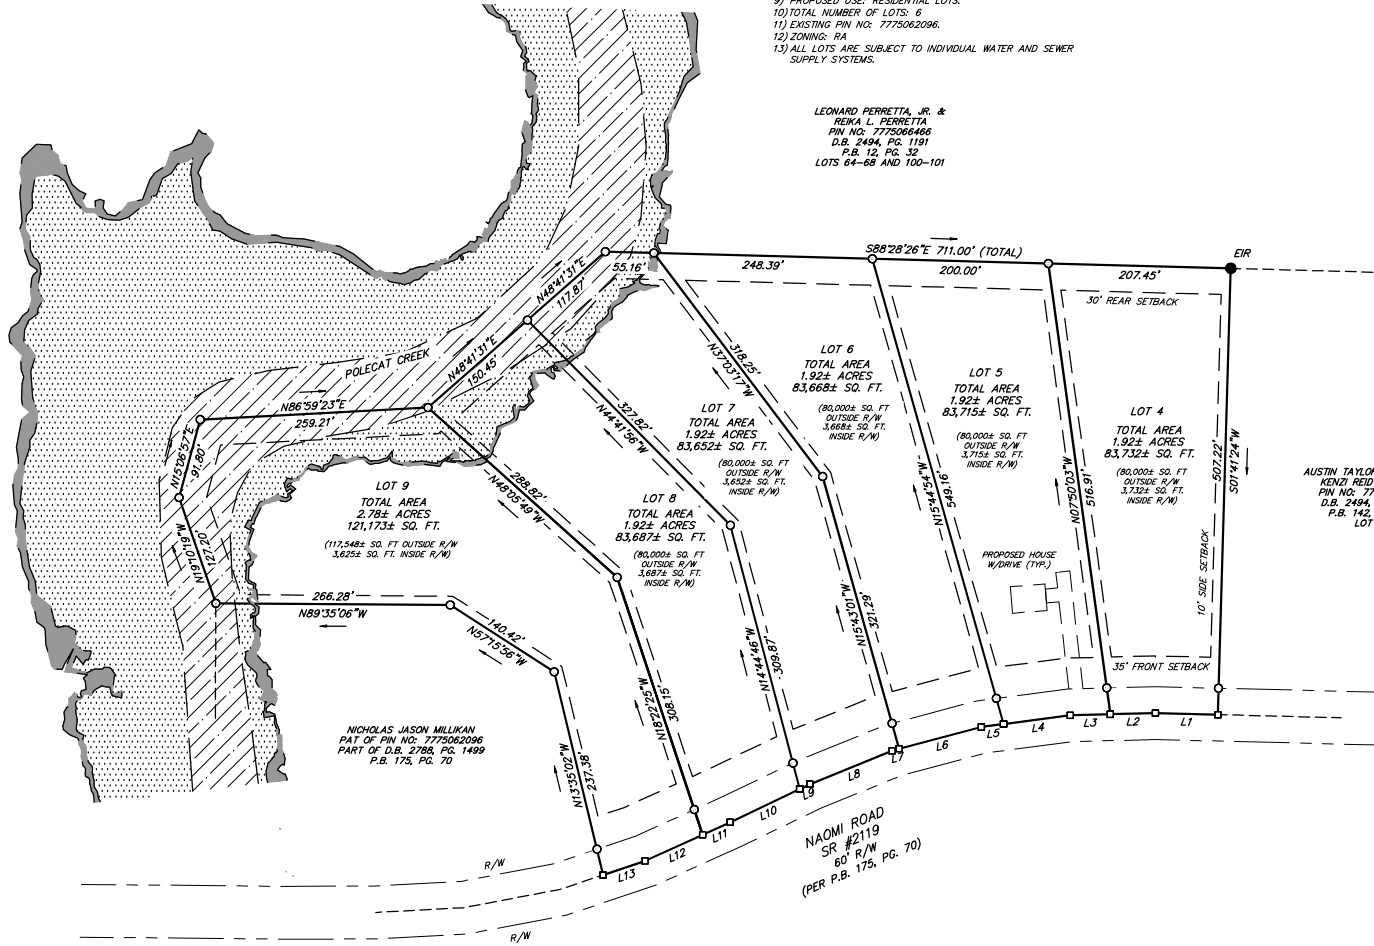 9) PROPOSED USE: RESIDENTIAL LOTS.
10) TOTAL NUMBER OF LOTS: 6
11) EXISTING PIN NO: 7775062096.
12) ZONING: RA
13) ALL LOTS ARE SUBJECT TO INDIVIDUAL WATER AND SEWER
SUPPLY SYSTEMS.
LEONARD PERRETTA, JR. &
REIKA L. PERRETTA
PIN NO: 7775066466
D.B. 2494, PG. 1191
P.B. 12, PG. 32
LOTS 64-68 AND 100-101
S88°28'26"E 711.00' (TOTAL)
EIR
55.16'
248.39'
200.00'
207.45'
30' REAR SETBACK
N48°41'31"E
117.87'
N48°41'31"E
150.45'
POLECAT CREEK
N86°59'23"E
259.21'
N15°06'57"E
91.80'
N19°10'19"W
127.20'
318.25'
N37°03'17"W
327.82'
N44°41'56"W
288.82'
N48°05'49"W
LOT 6
TOTAL AREA
1.92± ACRES
83,668± SQ. FT.
(80,000± SQ. FT
OUTSIDE R/W
3,668± SQ. FT.
INSIDE R/W)
LOT 5
TOTAL AREA
1.92± ACRES
83,715± SQ. FT.
(80,000± SQ. FT
OUTSIDE R/W
3,715± SQ. FT.
INSIDE R/W)
LOT 4
TOTAL AREA
1.92± ACRES
83,732± SQ. FT.
(80,000± SQ. FT
OUTSIDE R/W
3,732± SQ. FT.
INSIDE R/W)
LOT 7
TOTAL AREA
1.92± ACRES
83,652± SQ. FT.
(80,000± SQ. FT
OUTSIDE R/W
3,652± SQ. FT.
INSIDE R/W)
LOT 8
TOTAL AREA
1.92± ACRES
83,687± SQ. FT.
(80,000± SQ. FT
OUTSIDE R/W
3,687± SQ. FT.
INSIDE R/W)
LOT 9
TOTAL AREA
2.78± ACRES
121,173± SQ. FT.
(117,548± SQ. FT OUTSIDE R/W
3,625± SQ. FT. INSIDE R/W)
N15°44'54"W
549.16'
N07°50'03"W
516.91'
507.22'
S01°41'24"W
10' SIDE SETBACK
35' FRONT SETBACK
AUSTIN TAYLOR
KENZI REID
PIN NO: 77
D.B. 2494,
P.B. 142,
LOT
PROPOSED HOUSE
W/DRIVE (TYP.)
266.28'
N89°35'06"W
140.42'
N57°15'56"W
N13°35'02"W
237.38'
N18°22'25"W
308.15'
N14°44'46"W
309.87'
N15°43'01"W
321.29'
NICHOLAS JASON MILLIKAN
PAT OF PIN NO: 7775062096
PART OF D.B. 2788, PG. 1499
P.B. 175, PG. 70
L1
L2
L3
L4
L5
L6
L7
L8
L9
L10
L11
L12
L13
NAOMI ROAD
SR #2119
60' R/W
(PER P.B. 175, PG. 70)
R/W
R/W